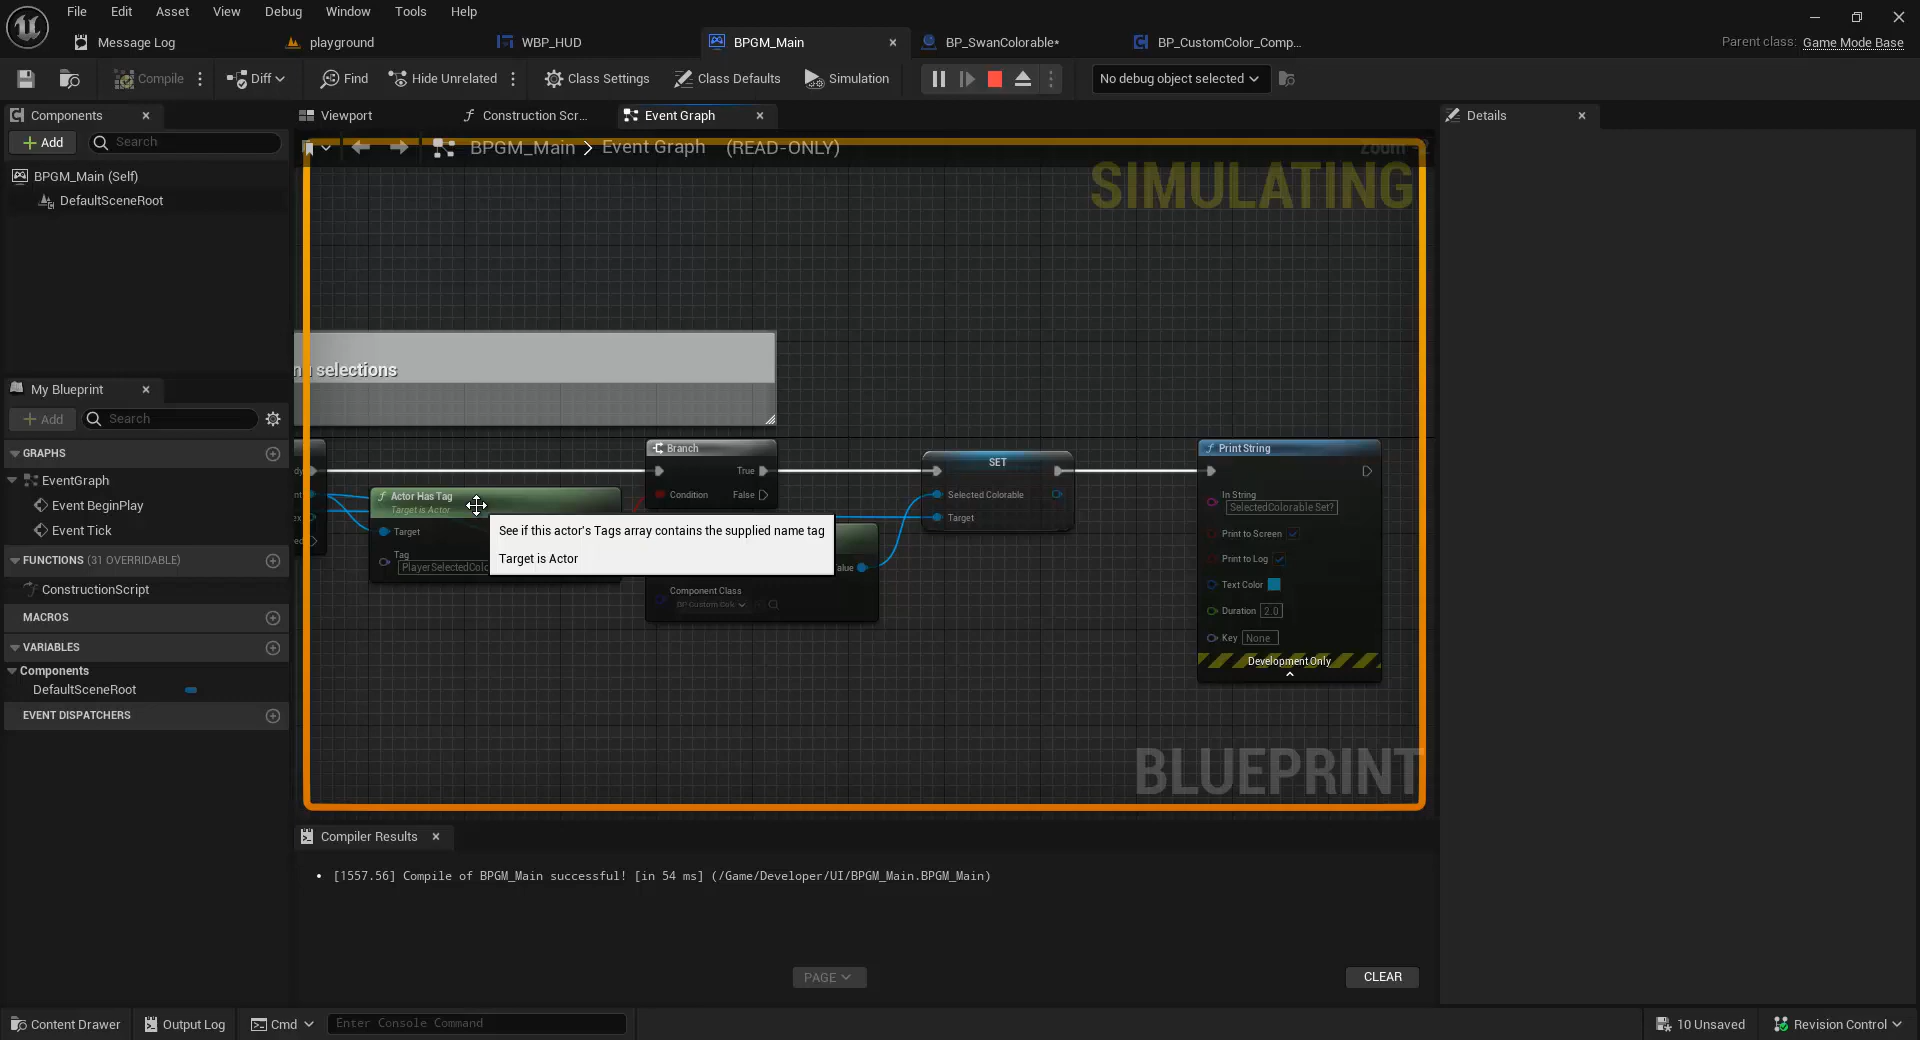 File Edit Asset View Debug Window Tools Help
Message Log
playground
WBP_HUD
BPGM_Main
BP_SwanColorable*
BP_CustomColor_Comp...
Parent class: Game Mode Base
Compile
Diff
Find
Hide Unrelated
Class Settings
Class Defaults
Simulation
No debug object selected
Components
Add
Search
BPGM_Main (Self)
DefaultSceneRoot
My Blueprint
Add
Search
GRAPHS
EventGraph
Event BeginPlay
Event Tick
FUNCTIONS (31 OVERRIDABLE)
ConstructionScript
MACROS
VARIABLES
Components
DefaultSceneRoot
EVENT DISPATCHERS
Viewport
Construction Scr...
Event Graph
BPGM_Main > Event Graph (READ-ONLY)
SIMULATING
selections
Actor Has Tag
Target is Actor
Target
Tag
Branch
True
Condition
False
See if this actor's Tags array contains the supplied name tag
Target is Actor
Component Class
SET
Selected Colorable
Target
Print String
In String
SelectedColorable Set?
Print to Screen
Print to Log
Text Color
Duration 2.0
Key None
Development Only
BLUEPRINT
Compiler Results
• [1557.56] Compile of BPGM_Main successful! [in 54 ms] (/Game/Developer/UI/BPGM_Main.BPGM_Main)
PAGE
CLEAR
Details
Content Drawer
Output Log
Cmd
Enter Console Command
10 Unsaved
Revision Control